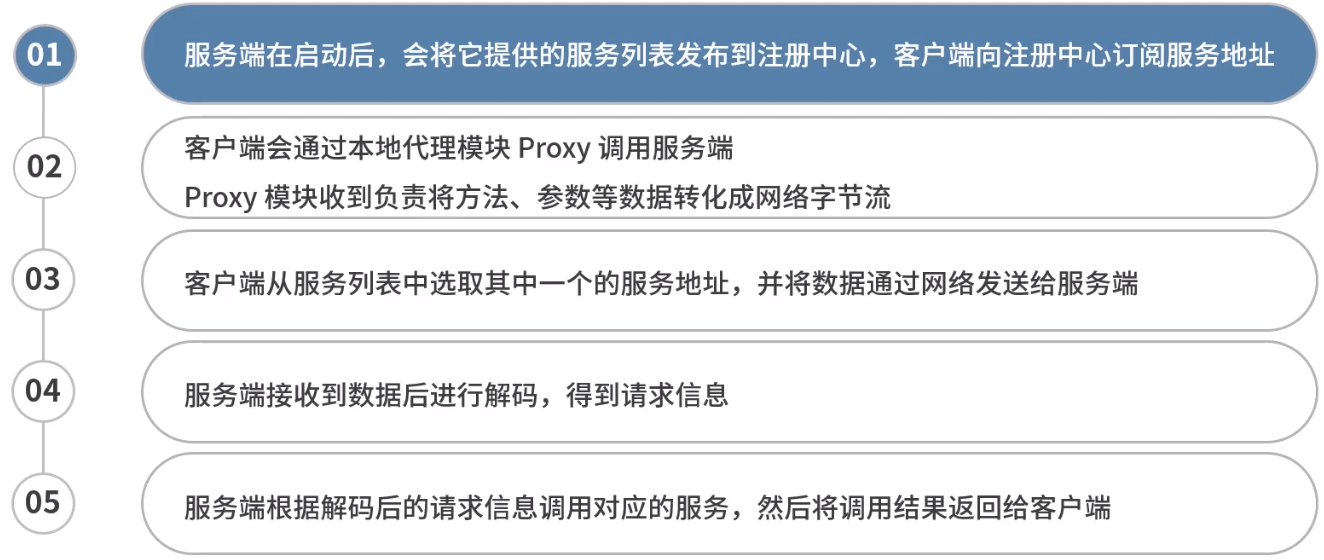 01
服务端在启动后，会将它提供的服务列表发布到注册中心，客户端向注册中心订阅服务地址
02
客户端会通过本地代理模块 Proxy 调用服务端
Proxy 模块收到负责将方法、参数等数据转化成网络字节流
03
客户端从服务列表中选取其中一个的服务地址，并将数据通过网络发送给服务端
04
服务端接收到数据后进行解码，得到请求信息
05
服务端根据解码后的请求信息调用对应的服务，然后将调用结果返回给客户端